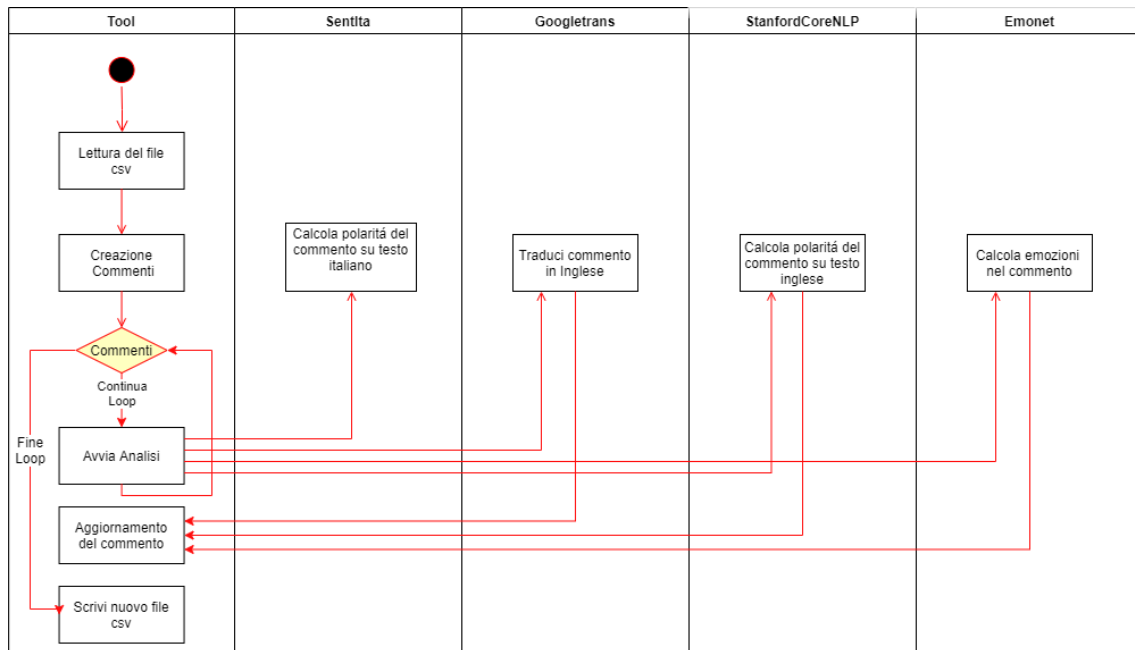 Tool
SentIta
Googletrans
StanfordCoreNLP
Emonet
Lettura del file
csv
Creazione
Commenti
Calcola polaritá del
commento su testo
italiano
Traduci commento
in Inglese
Calcola polaritá del
commento su testo
inglese
Calcola emozioni
nel commento
Commenti
Continua
Loop
Fine
Loop
Avvia Analisi
Aggiornamento
del commento
Scrivi nuovo file
csv